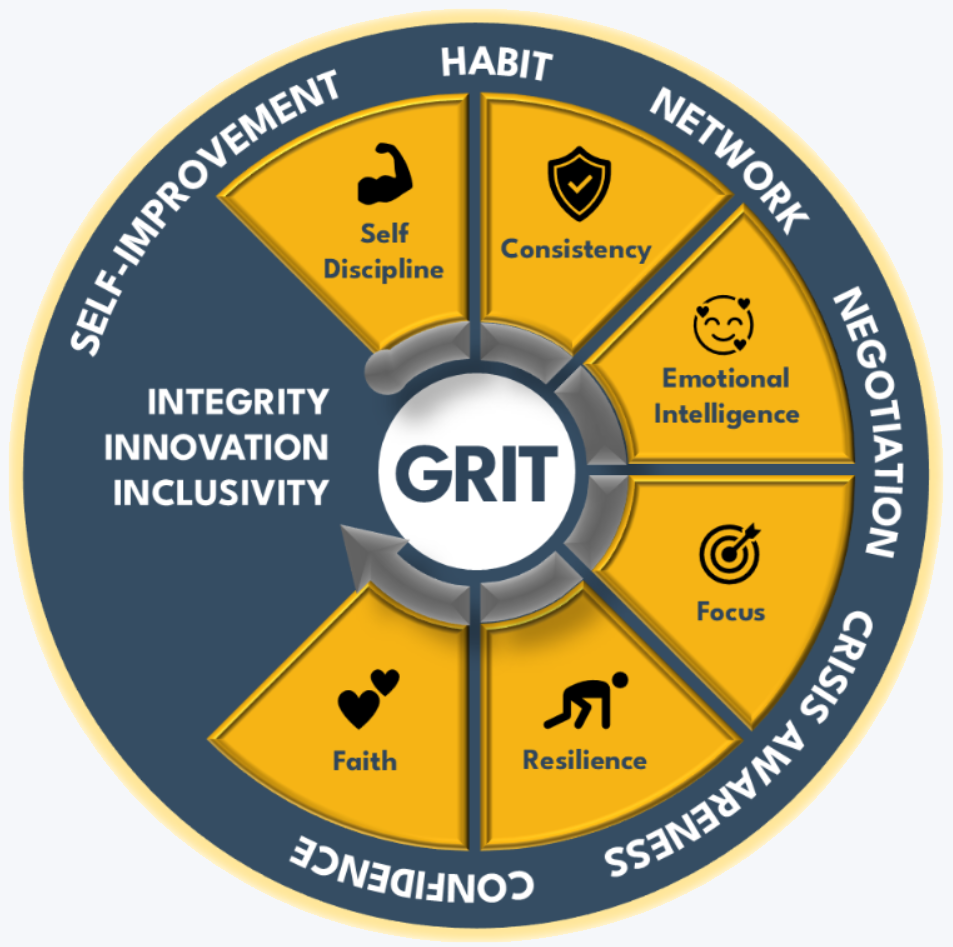 SELF-IMPROVEMENT
HABIT
NETWORK
NEGOTIATION
CRISIS AWARENESS
CONFIDENCE
Self
Discipline
Consistency
Emotional
Intelligence
Focus
Resilience
Faith
INTEGRITY
INNOVATION
INCLUSIVITY
GRIT